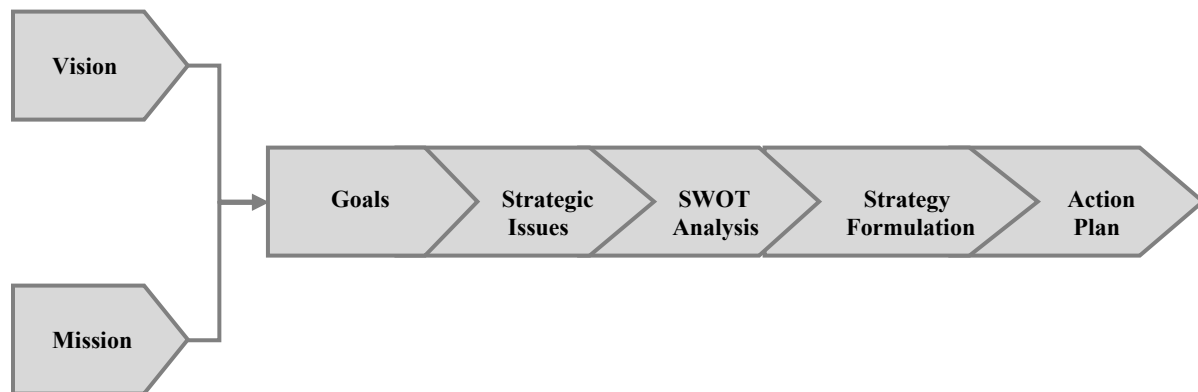 Vision
Goals
Strategic
Issues
SWOT
Analysis
Strategy
Formulation
Action
Plan
Mission